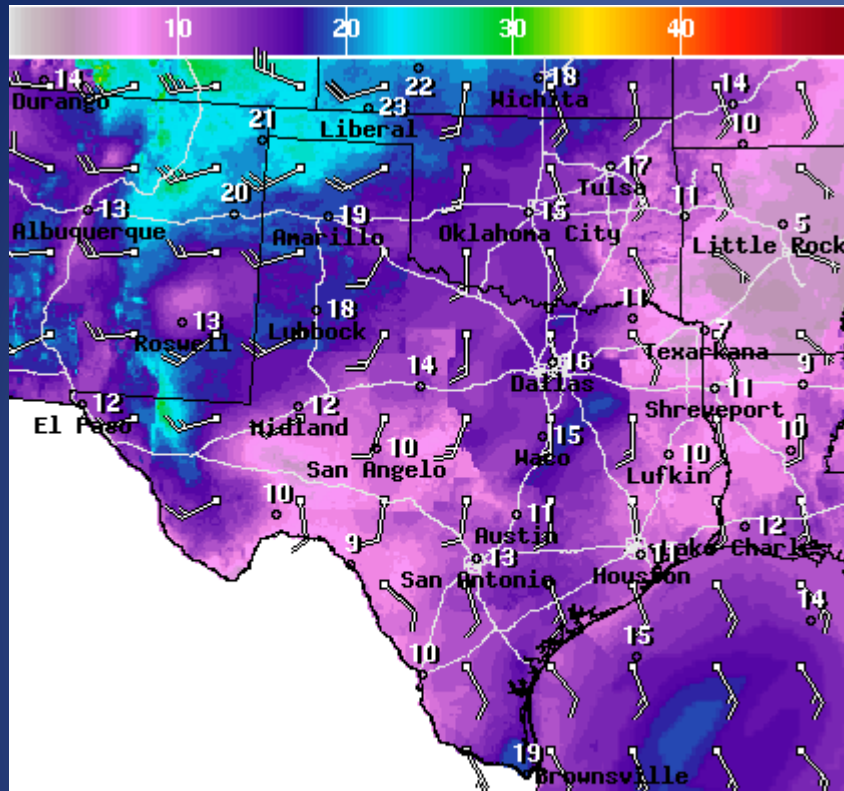 10 20 30 40
22
14 18 14
Durango Wichita
23
Liberal
21 10
17
Tulsa
13 20 19 15 11
Albuquerque Amarillo Oklahoma City
5
Little Rock
18 11
13 Lubbock
Roswell 7
Texarkana
16
14 Dallas 11 9
12 12 Shreveport
El Paso Midland
15
10 Waco 10 10
San Angelo Lufkin
10 11 12
Austin Lake Charles
9 13 11
San Antonio Houston
14
15
10
19
Brownsville